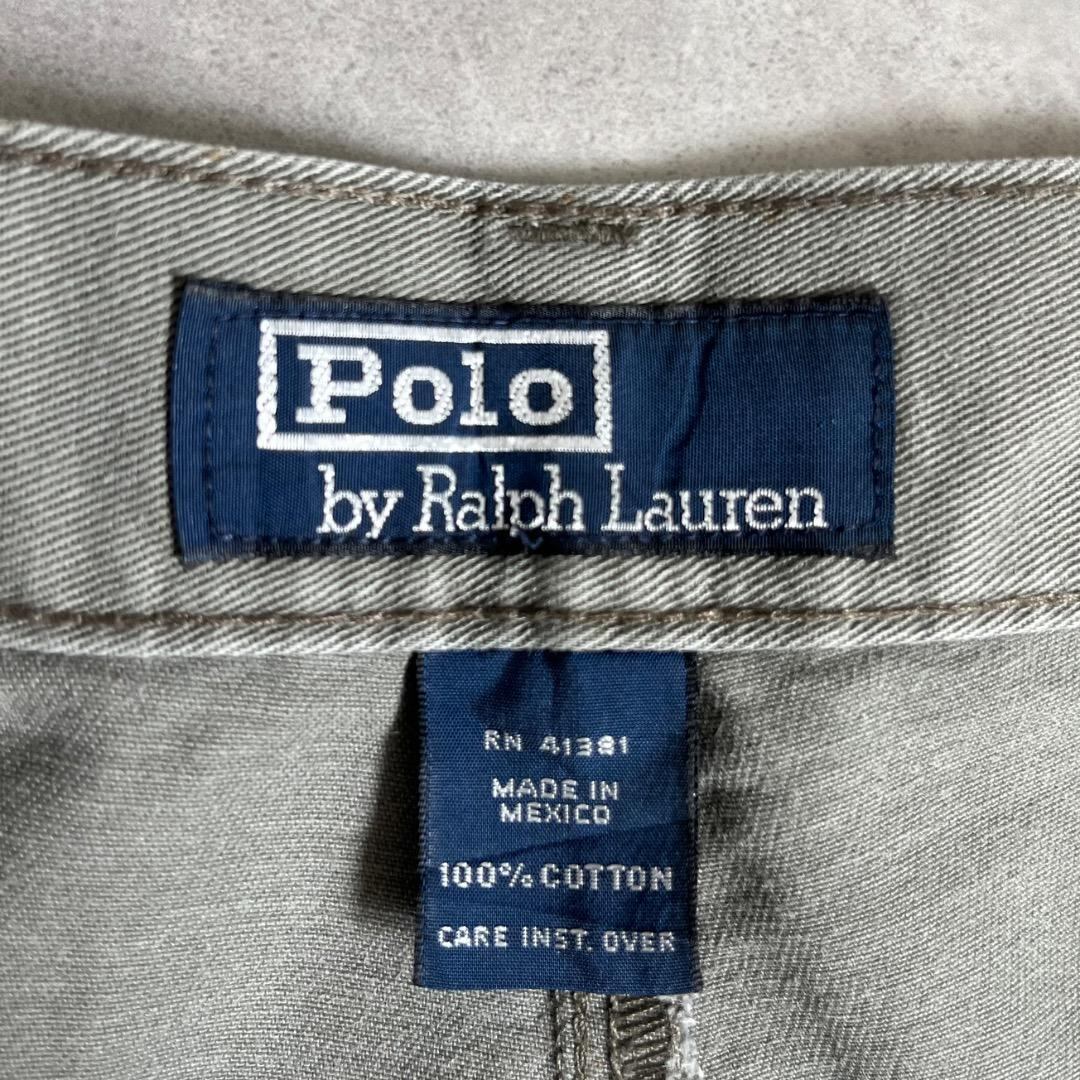 Polo
by Ralph Lauren
RN 41381
MADE IN
MEXICO
100% COTTON
CARE INST. OVER